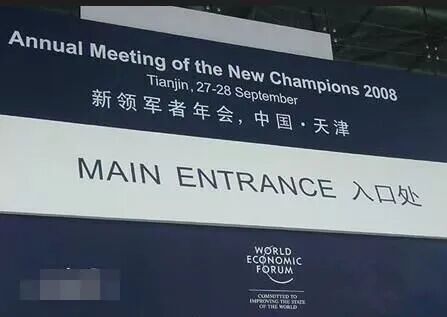 Annual Meeting of the New Champions 2008
Tianjin, 27-28 September
新领军者年会，中国·天津
MAIN ENTRANCE 入口处
WORLD
ECONOMIC
FORUM
COMMITTED TO
IMPROVING THE STATE
OF THE WORLD